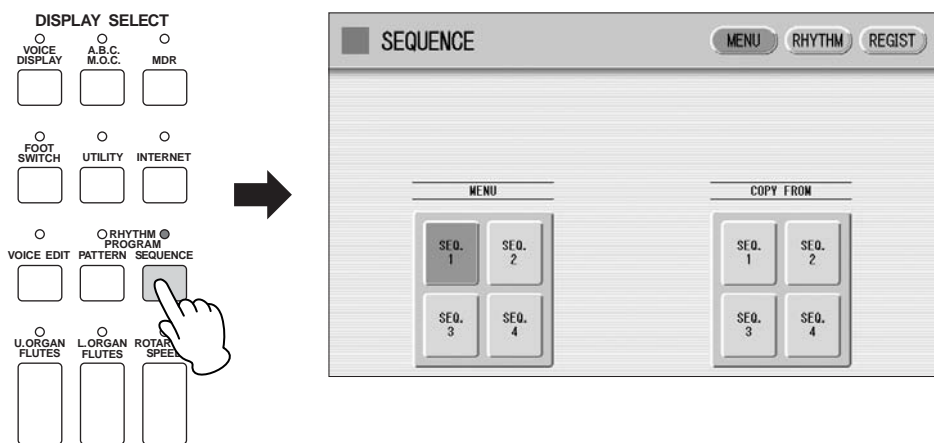 DISPLAY SELECT
VOICE
DISPLAY
A.B.C.
M.O.C.
MDR
FOOT
SWITCH
UTILITY
INTERNET
RHYTHM
PROGRAM
VOICE EDIT
PATTERN
SEQUENCE
U.ORGAN
FLUTES
L.ORGAN
FLUTES
SPEE
SEQUENCE
MENU
RHYTHM
REGIST
MENU
SEQ.
1
SEQ.
2
SEQ.
3
SEQ.
4
COPY FROM
SEQ.
1
SEQ.
2
SEQ.
3
SEQ.
4